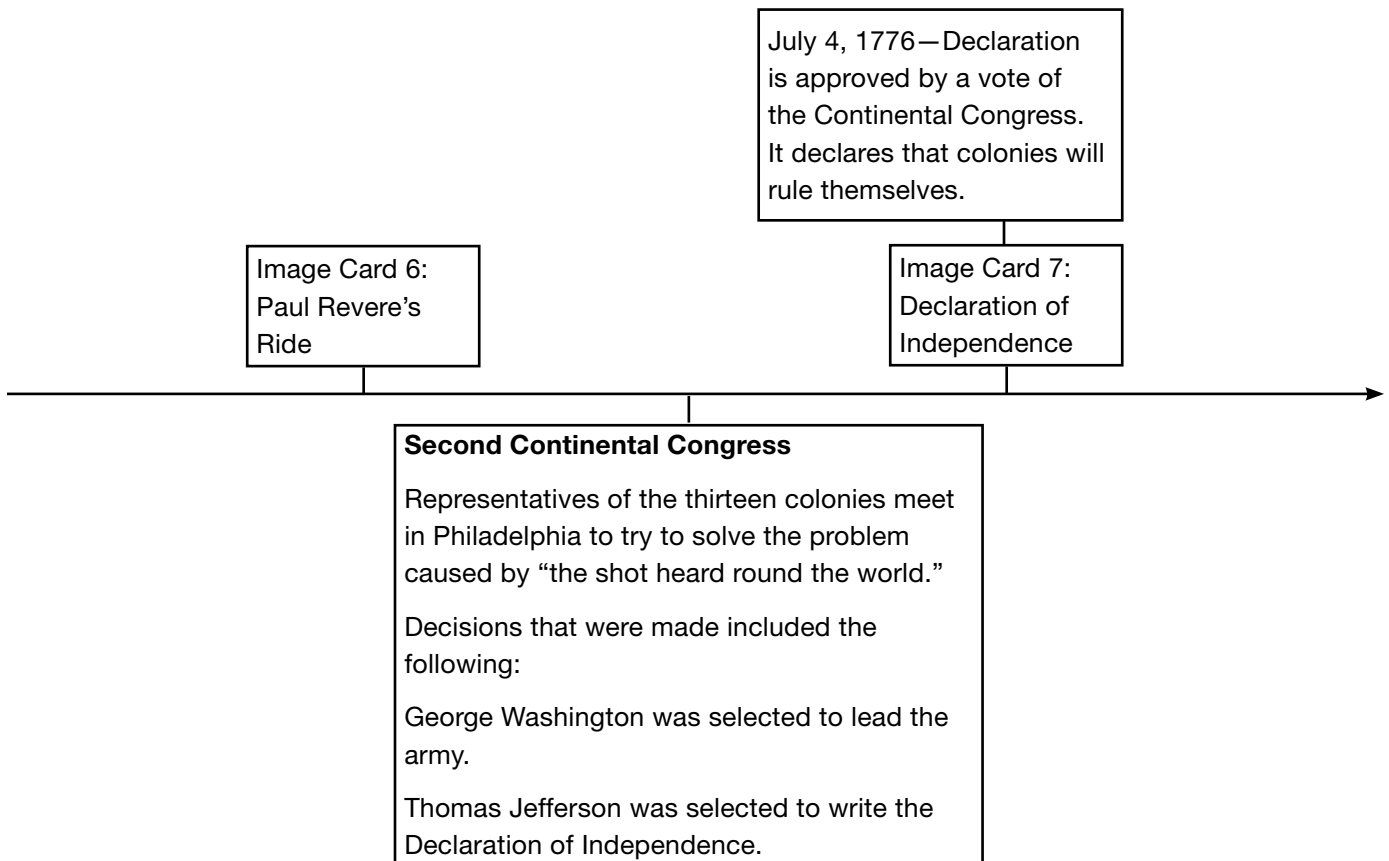 July 4, 1776—Declaration
is approved by a vote of
the Continental Congress.
It declares that colonies will
rule themselves.
Image Card 6:
Paul Revere’s
Ride
Image Card 7:
Declaration of
Independence
Second Continental Congress
Representatives of the thirteen colonies meet
in Philadelphia to try to solve the problem
caused by “the shot heard round the world.”
Decisions that were made included the
following:
George Washington was selected to lead the
army.
Thomas Jefferson was selected to write the
Declaration of Independence.